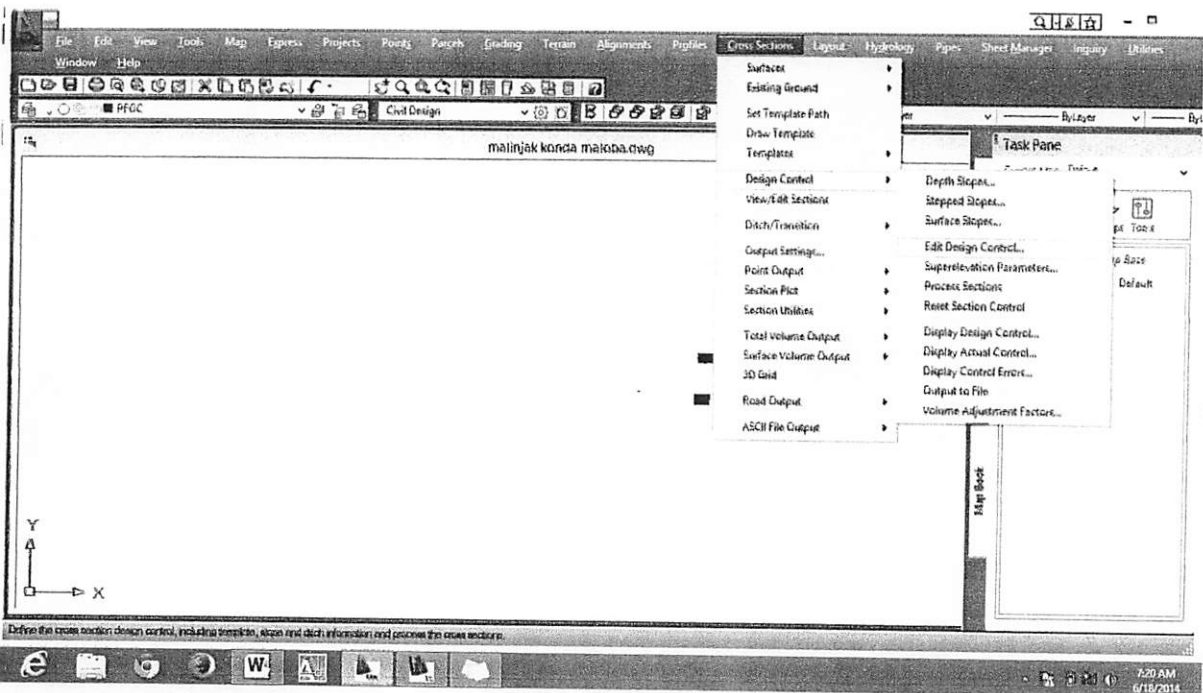 File Edit View Tools Map Express Projects Points Parcels Grading Terrain Alignments Profiles Cross Sections Layout Hydrology Pipes Sheet Manager Inquiry Utilities
Window Help
PFGC Civil Design ByLayer
malinjak konda maloba.dwg
Surfaces
Existing Ground
Set Template Path
Draw Template
Templates
Design Control
View/Edit Sections
Ditch/Transition
Output Settings...
Point Output
Section Plot
Section Utilities
Total Volume Output
Surface Volume Output
3D Grid
Road Output
ASCII File Output
Depth Slopes...
Stepped Slopes...
Surface Slopes...
Edit Design Control...
Superelevation Parameters...
Process Sections
Reset Section Control
Display Design Control...
Display Actual Control...
Display Control Errors...
Output to File
Volume Adjustment Factors...
Task Pane
Tools
Default
Map Book
Y
X
Define the cross section design control, including template, slope and ditch information and process the cross sections.
7:20 AM
6/18/2014